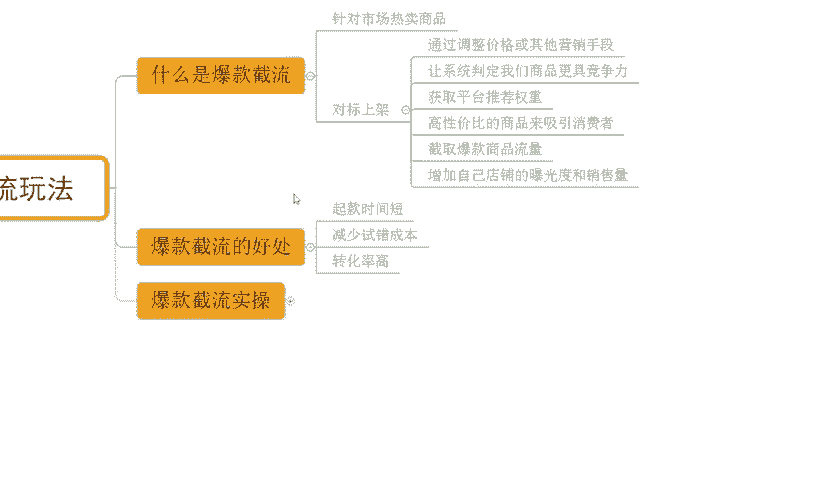 流玩法
什么是爆款截流
针对市场热卖商品
对标上架
通过调整价格或其他营销手段
让系统判定我们商品更具竞争力
获取平台推荐权重
高性价比的商品来吸引消费者
截取爆款商品流量
增加自己店铺的曝光度和销售量
爆款截流的好处
起款时间短
减少试错成本
转化率高
爆款截流实操